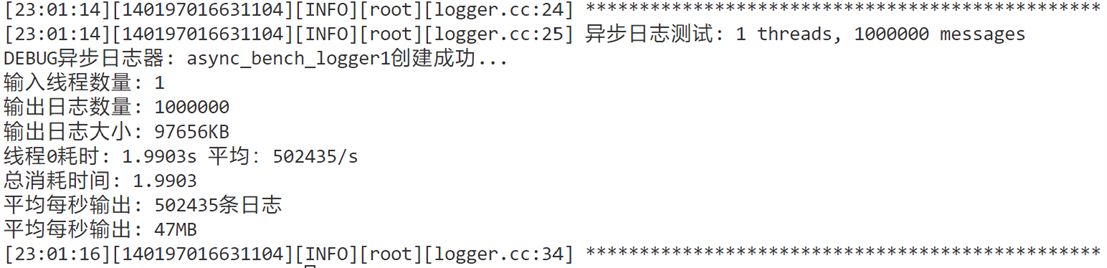 [23:01:14][140197016631104][INFO][root][logger.cc:24] **************************************************
[23:01:14][140197016631104][INFO][root][logger.cc:25] 异步日志测试: 1 threads, 1000000 messages
DEBUG异步日志器: async_bench_logger1创建成功...
输入线程数量: 1
输出日志数量: 1000000
输出日志大小: 97656KB
线程0耗时: 1.9903s 平均: 502435/s
总消耗时间: 1.9903
平均每秒输出: 502435条日志
平均每秒输出: 47MB
[23:01:16][140197016631104][INFO][root][logger.cc:34] **************************************************